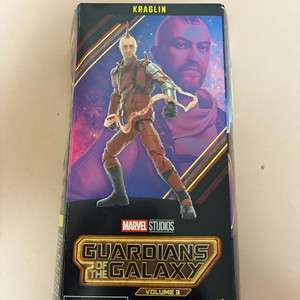 KRAGLIN
MARVEL STUDIOS
GUARDIANS
OF THE
GALAXY
VOLUME 3